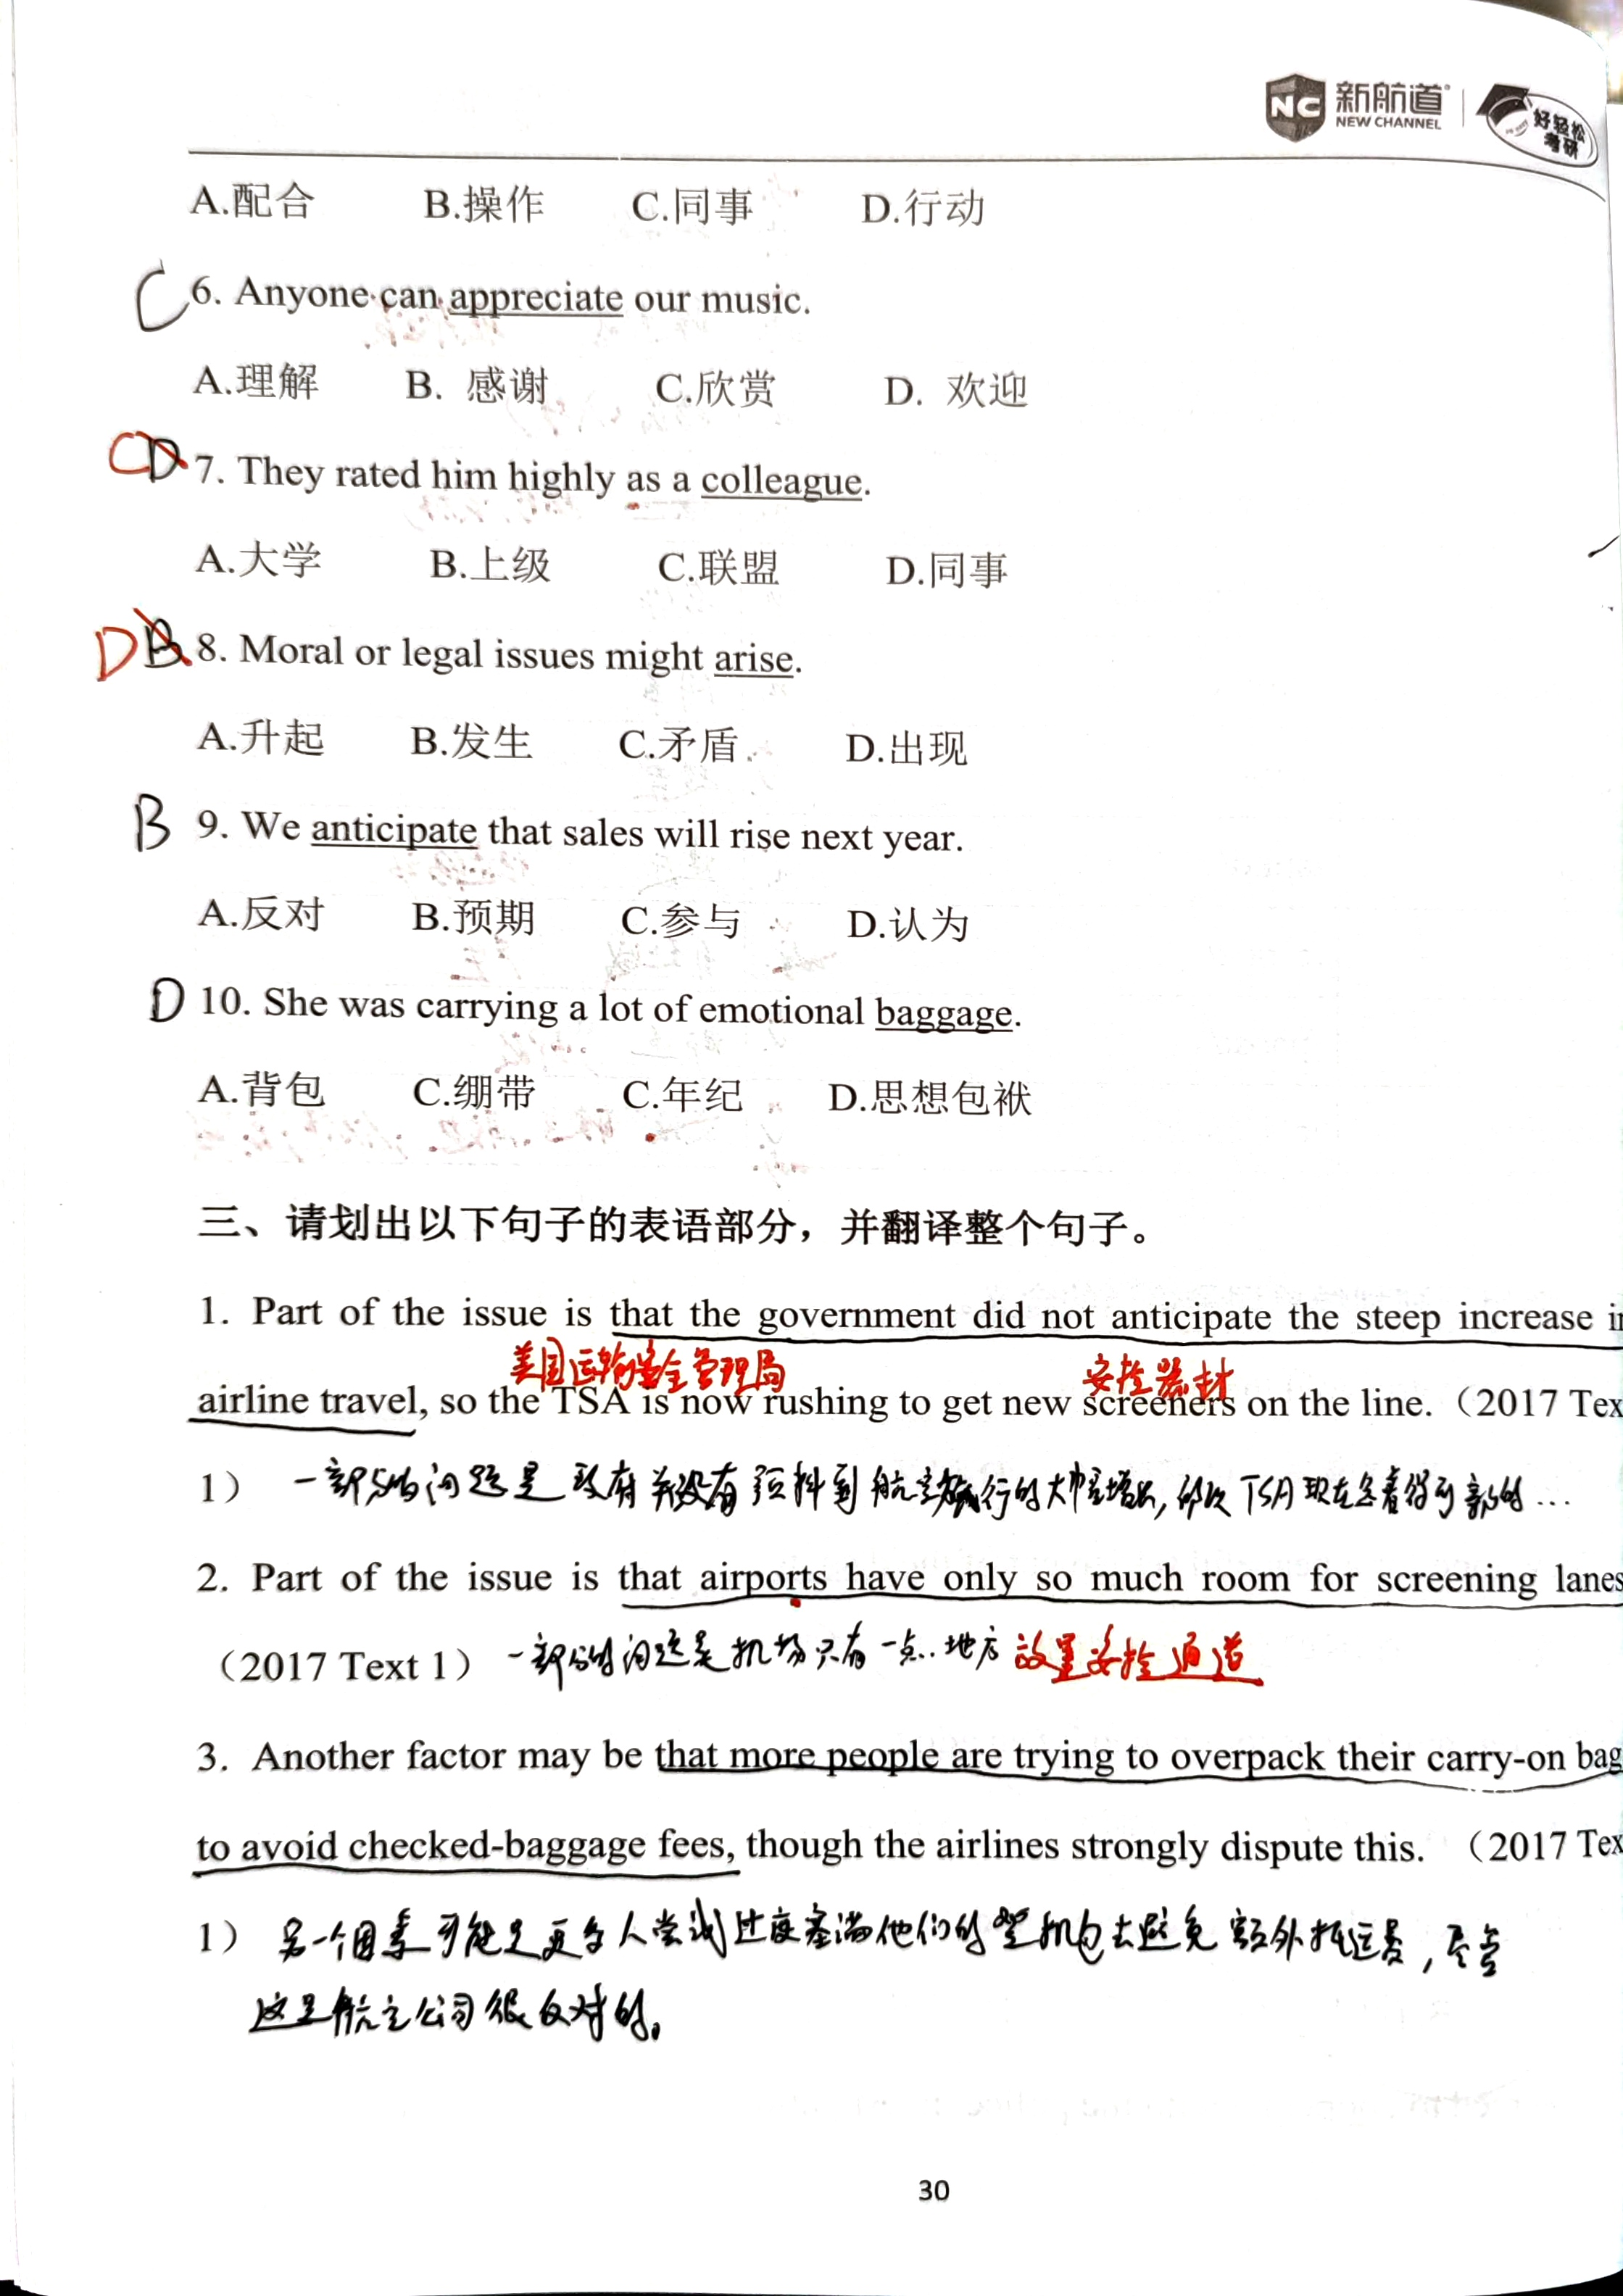 NC 新航道 NEW CHANNEL 好轻松考研
A.配合 B.操作 C.同事 D.行动
C 6. Anyone can appreciate our music.
A.理解 B. 感谢 C.欣赏 D. 欢迎
C D 7. They rated him highly as a colleague.
A.大学 B.上级 C.联盟 D.同事
D B 8. Moral or legal issues might arise.
A.升起 B.发生 C.矛盾 D.出现
B 9. We anticipate that sales will rise next year.
A.反对 B.预期 C.参与 D.认为
D 10. She was carrying a lot of emotional baggage.
A.背包 C.绷带 C.年纪 D.思想包袱
三、请划出以下句子的表语部分，并翻译整个句子。
1. Part of the issue is that the government did not anticipate the steep increase i
美国运输安全管理局 安检器材
airline travel, so the TSA is now rushing to get new screeners on the line.（2017 Tex
1） 一部分的问题是政府并没有预料到航空旅行的大幅增长，所以TSA现在急着得到新的...
2. Part of the issue is that airports have only so much room for screening lanes
（2017 Text 1）一部分的问题是机场只有一点..地方放置安检通道
3. Another factor may be that more people are trying to overpack their carry-on bag
to avoid checked-baggage fees, though the airlines strongly dispute this. （2017 Tex
1） 另一个因素可能是更多人尝试过度塞满他们的登机包去避免额外托运费，尽管
这是航空公司很反对的。
30